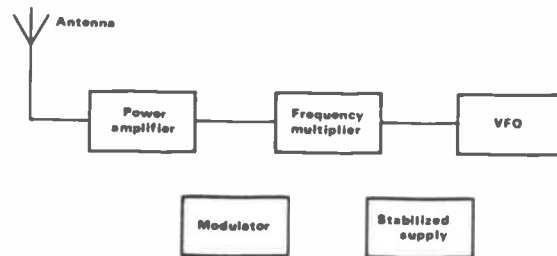 Antenna
Power
amplifier
Frequency
multiplier
VFO
Modulator
Stabilized
supply